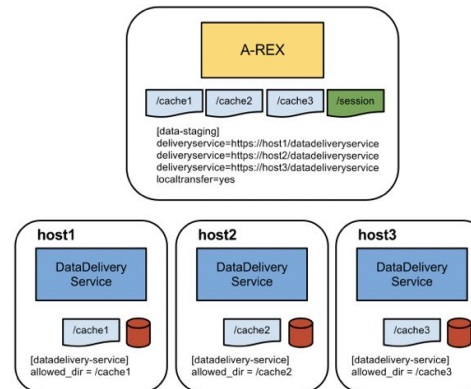 A-REX
/cache1 /cache2 /cache3 /session
[data-staging]
deliveryservice=https://host1/datadeliveryservice
deliveryservice=https://host2/datadeliveryservice
deliveryservice=https://host3/datadeliveryservice
localtransfer=yes
host1
DataDelivery
Service
/cache1
[datadelivery-service]
allowed_dir = /cache1
host2
DataDelivery
Service
/cache2
[datadelivery-service]
allowed_dir = /cache2
host3
DataDelivery
Service
/cache3
[datadelivery-service]
allowed_dir = /cache3